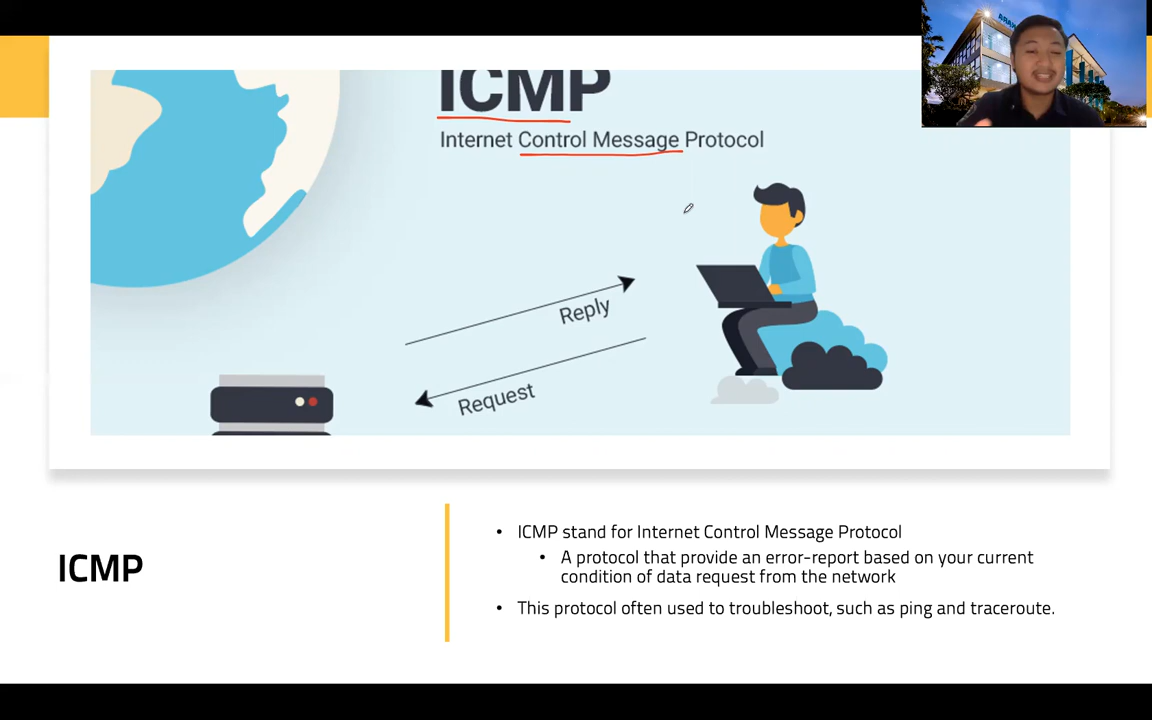 ICMP
Internet Control Message Protocol
Reply
Request
ICMP
• ICMP stand for Internet Control Message Protocol
• A protocol that provide an error-report based on your current
condition of data request from the network
• This protocol often used to troubleshoot, such as ping and traceroute.